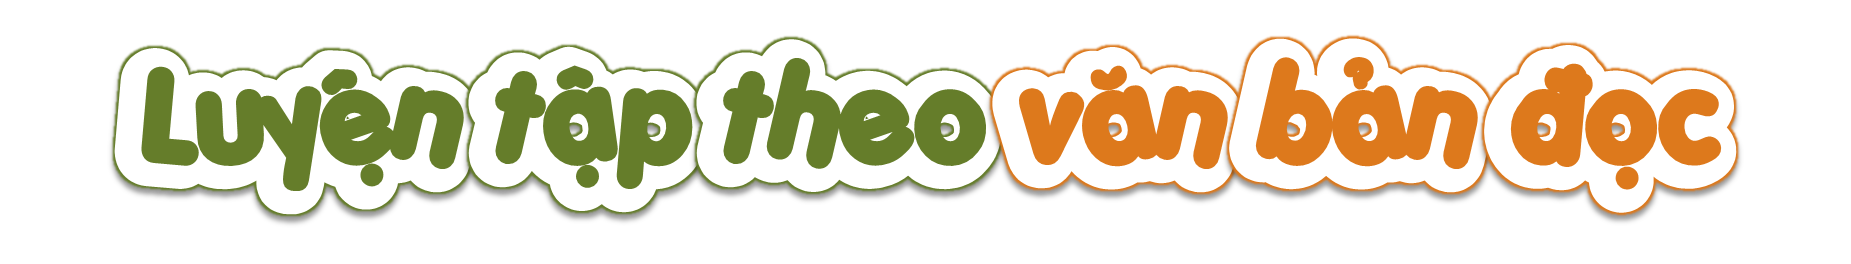 Luyện tập theo văn bản đọc